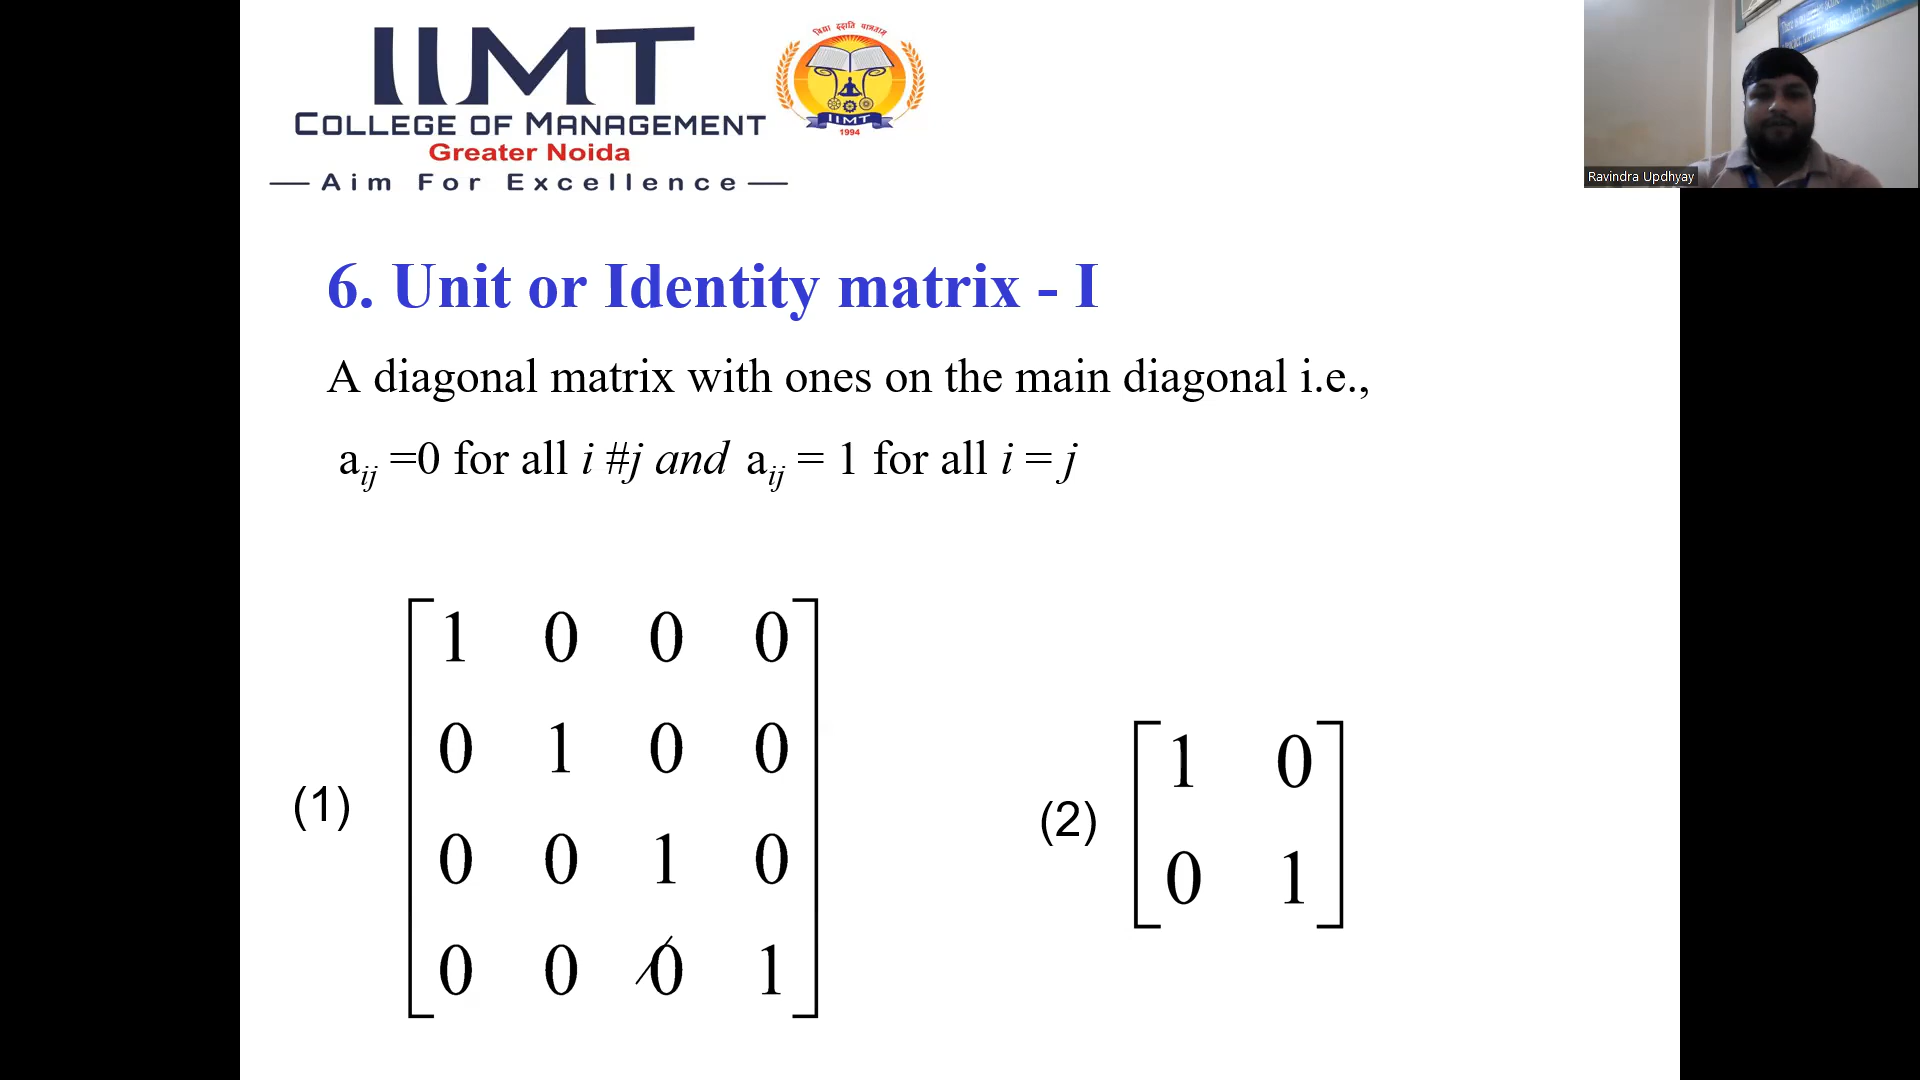 IIMT
COLLEGE OF MANAGEMENT
Greater Noida
Aim For Excellence
विद्या ददाति पात्रताम्
IIMT
1994
Ravindra Updhyay
6. Unit or Identity matrix - I
A diagonal matrix with ones on the main diagonal i.e.,
aij =0 for all i #j and aij = 1 for all i = j
(1)
1 0 0 0
0 1 0 0
0 0 1 0
0 0 0 1
(2)
1 0
0 1